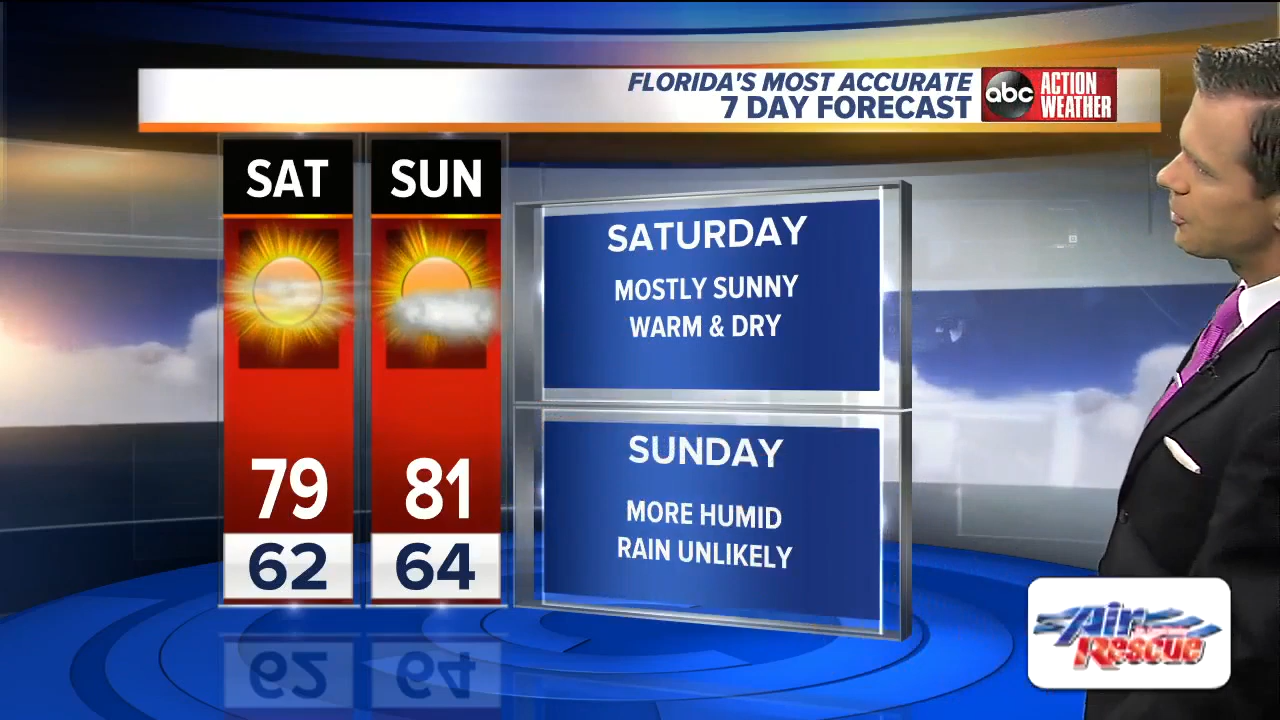 FLORIDA'S MOST ACCURATE
7 DAY FORECAST
abc
ACTION
WEATHER
SAT
SUN
79
81
62
64
SATURDAY
MOSTLY SUNNY
WARM & DRY
SUNDAY
MORE HUMID
RAIN UNLIKELY
Air
Rescue